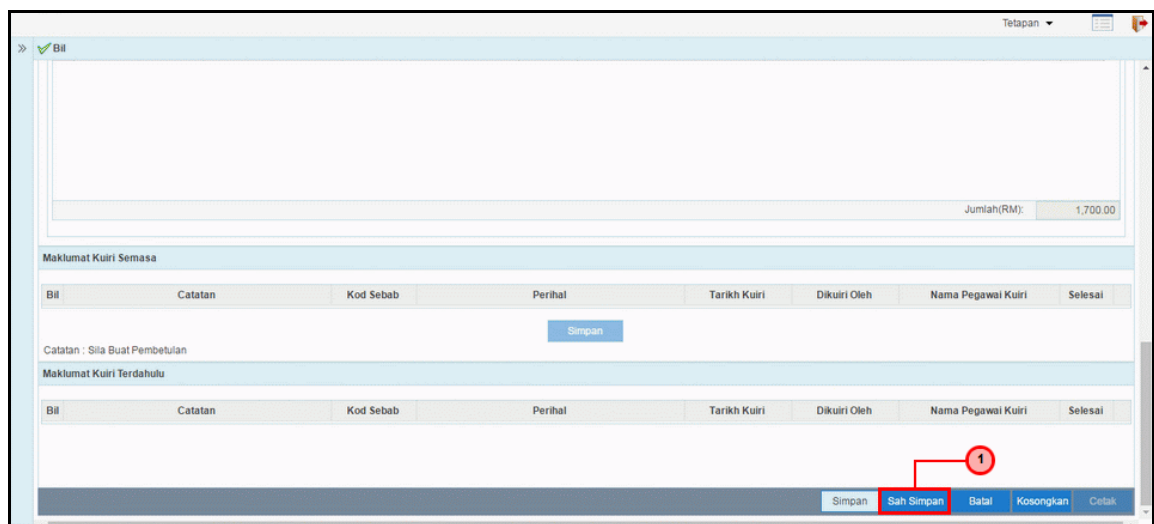 Tetapan
Bil
Jumlah(RM): 1,700.00
Maklumat Kuiri Semasa
Bil Catatan Kod Sebab Perihal Tarikh Kuiri Dikuiri Oleh Nama Pegawai Kuiri Selesai
Simpan
Catatan : Sila Buat Pembetulan
Maklumat Kuiri Terdahulu
Bil Catatan Kod Sebab Perihal Tarikh Kuiri Dikuiri Oleh Nama Pegawai Kuiri Selesai
1
Simpan Sah Simpan Batal Kosongkan Cetak